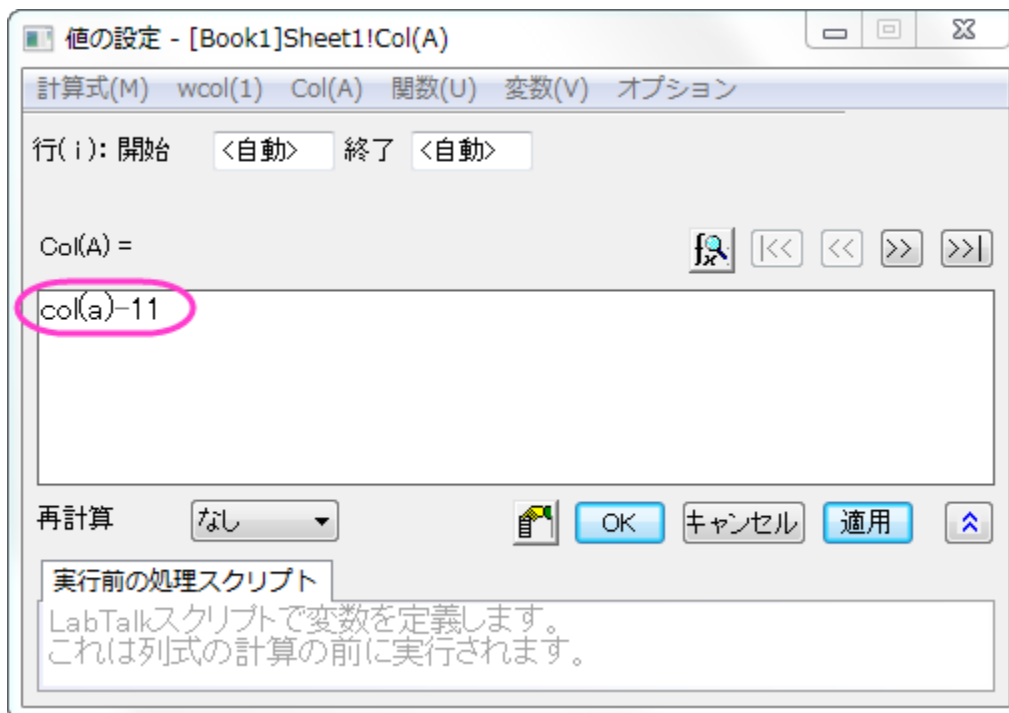 値の設定 - [Book1]Sheet1!Col(A)
計算式(M) wcol(1) Col(A) 関数(U) 変数(V) オプション
行(i): 開始 <自動> 終了 <自動>
Col(A) =
|<< << >> >>|
col(a)-11
再計算 なし OK キャンセル 適用
実行前の処理スクリプト
LabTalkスクリプトで変数を定義します。
これは列式の計算の前に実行されます。